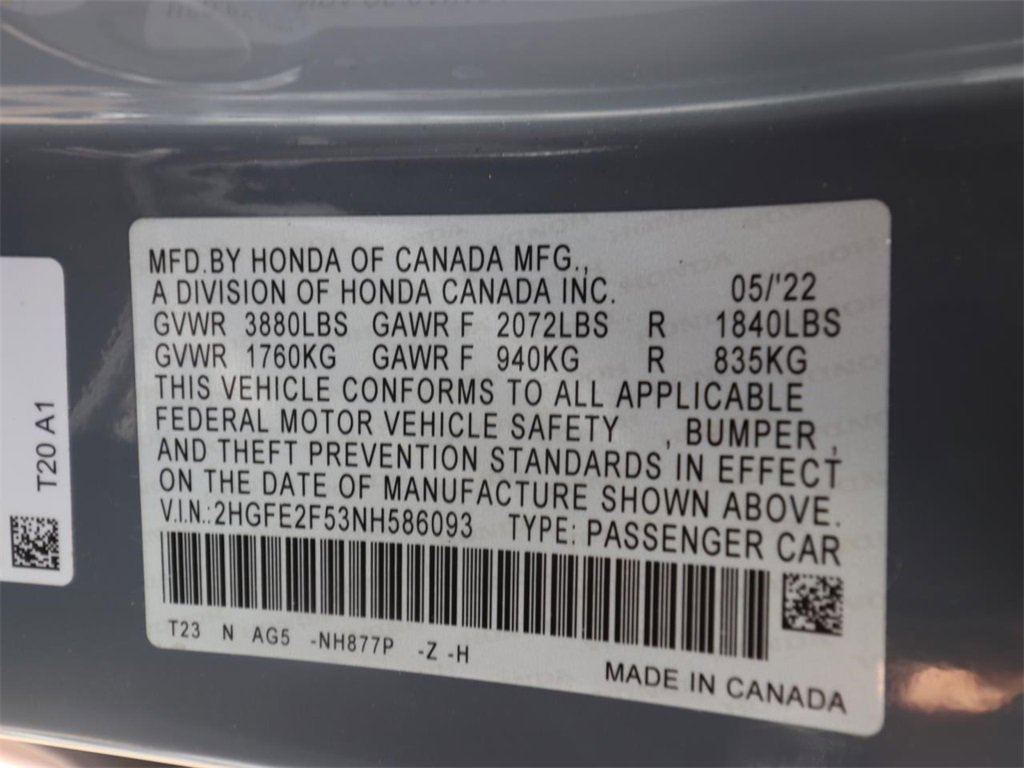 MFD.BY HONDA OF CANADA MFG.,
A DIVISION OF HONDA CANADA INC. 05/'22
GVWR 3880LBS GAWR F 2072LBS R 1840LBS
GVWR 1760KG GAWR F 940KG R 835KG
THIS VEHICLE CONFORMS TO ALL APPLICABLE
FEDERAL MOTOR VEHICLE SAFETY , BUMPER ,
AND THEFT PREVENTION STANDARDS IN EFFECT
ON THE DATE OF MANUFACTURE SHOWN ABOVE.
V.I.N.:2HGFE2F53NH586093 TYPE: PASSENGER CAR
T23 N AG5 -NH877P -Z -H
MADE IN CANADA
T20 A1